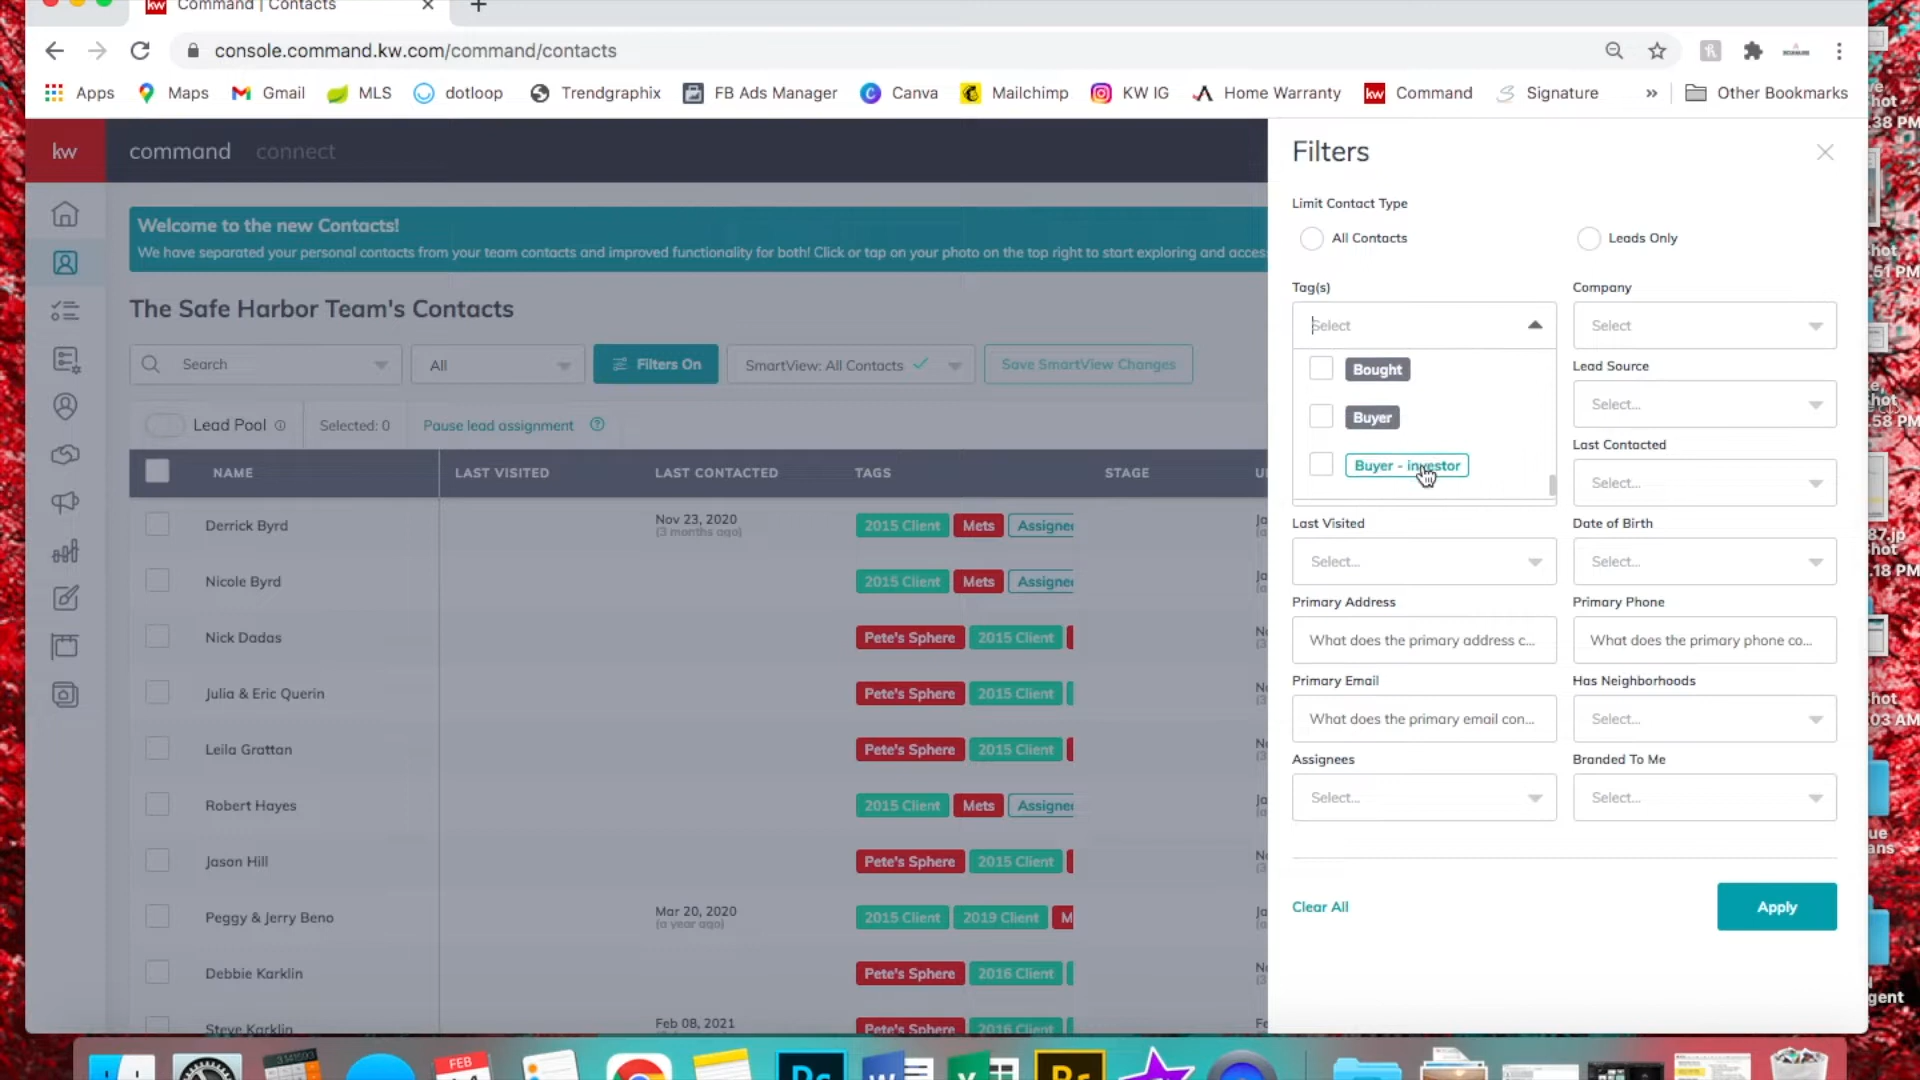 Command | Contacts
console.command.kw.com/command/contacts
Apps Maps Gmail MLS dotloop Trendgraphix FB Ads Manager Canva Mailchimp KW IG Home Warranty kw Command Signature » Other Bookmarks
kw command connect
Welcome to the new Contacts!
We have separated your personal contacts from your team contacts and improved functionality for both! Click or tap on your photo on the top right to start exploring and acces
The Safe Harbor Team's Contacts
Search All Filters On SmartView: All Contacts Save SmartView Changes
Lead Pool Selected: 0 Pause lead assignment
NAME LAST VISITED LAST CONTACTED TAGS STAGE
Derrick Byrd Nov 23, 2020 2015 Client Mets Assigned
(3 months ago)
Nicole Byrd 2015 Client Mets Assigned
Nick Dadas Pete's Sphere 2015 Client
Julia & Eric Querin Pete's Sphere 2015 Client
Leila Grattan Pete's Sphere 2015 Client
Robert Hayes 2015 Client Mets Assigned
Jason Hill Pete's Sphere 2015 Client
Peggy & Jerry Beno Mar 20, 2020 2015 Client 2019 Client M
(a year ago)
Debbie Karklin Pete's Sphere 2016 Client
Steve Karklin Feb 08, 2021 Pete's Sphere 2016 Client
Filters
Limit Contact Type
All Contacts Leads Only
Tag(s) Company
Select Select
Bought
Buyer
Buyer - investor
Lead Source
Select...
Last Contacted
Select...
Last Visited Date of Birth
Select... Select...
Primary Address Primary Phone
What does the primary address c... What does the primary phone co...
Primary Email Has Neighborhoods
What does the primary email con... Select...
Assignees Branded To Me
Select... Select...
Clear All Apply
FEB